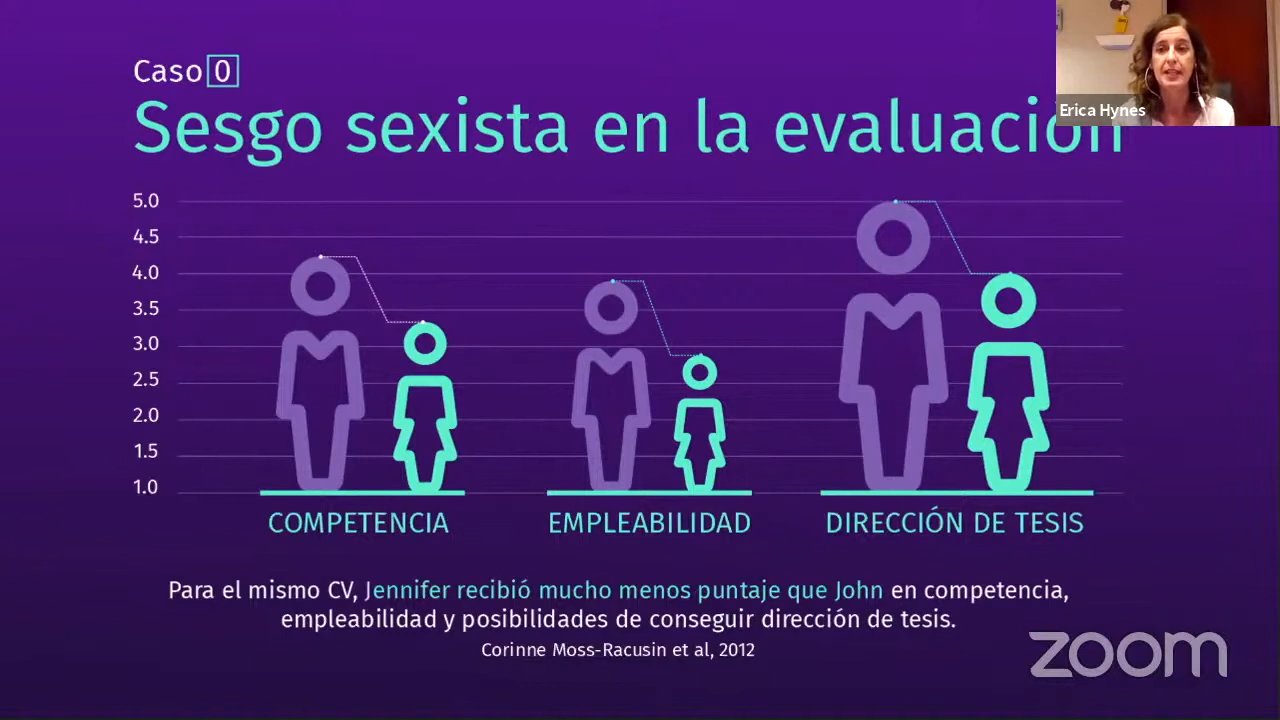 Caso 0
Sesgo sexista en la evaluación
Erica Hynes
5.0
4.5
4.0
3.5
3.0
2.5
2.0
1.5
1.0
COMPETENCIA
EMPLEABILIDAD
DIRECCIÓN DE TESIS
Para el mismo CV, Jennifer recibió mucho menos puntaje que John en competencia,
empleabilidad y posibilidades de conseguir dirección de tesis.
Corinne Moss-Racusin et al, 2012
zoom